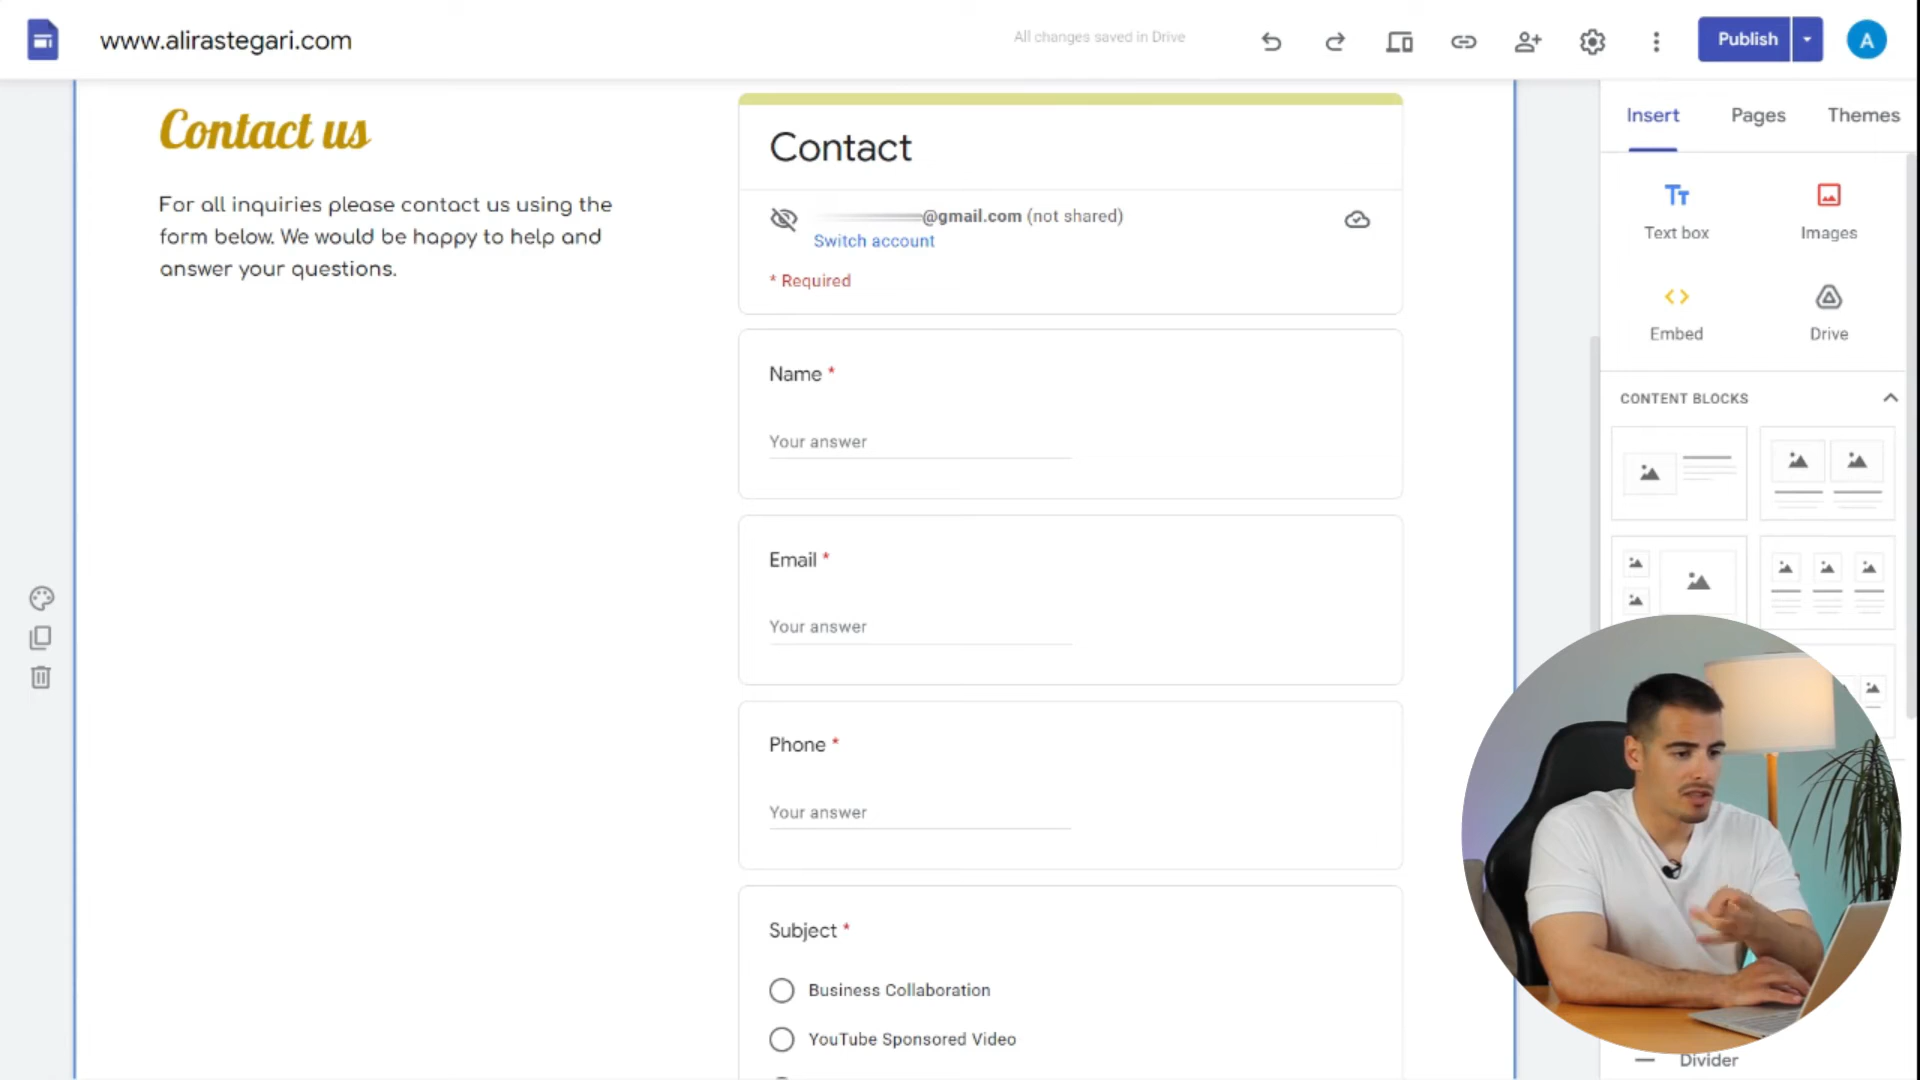 www.alirastegari.com
All changes saved in Drive
Publish
A
Insert
Pages
Themes
Contact us
For all inquiries please contact us using the
form below. We would be happy to help and
answer your questions.
Contact
@gmail.com (not shared)
Switch account
* Required
Name *
Your answer
Email *
Your answer
Phone *
Your answer
Subject *
Business Collaboration
YouTube Sponsored Video
Tt
Text box
Images
Embed
Drive
CONTENT BLOCKS
Divider